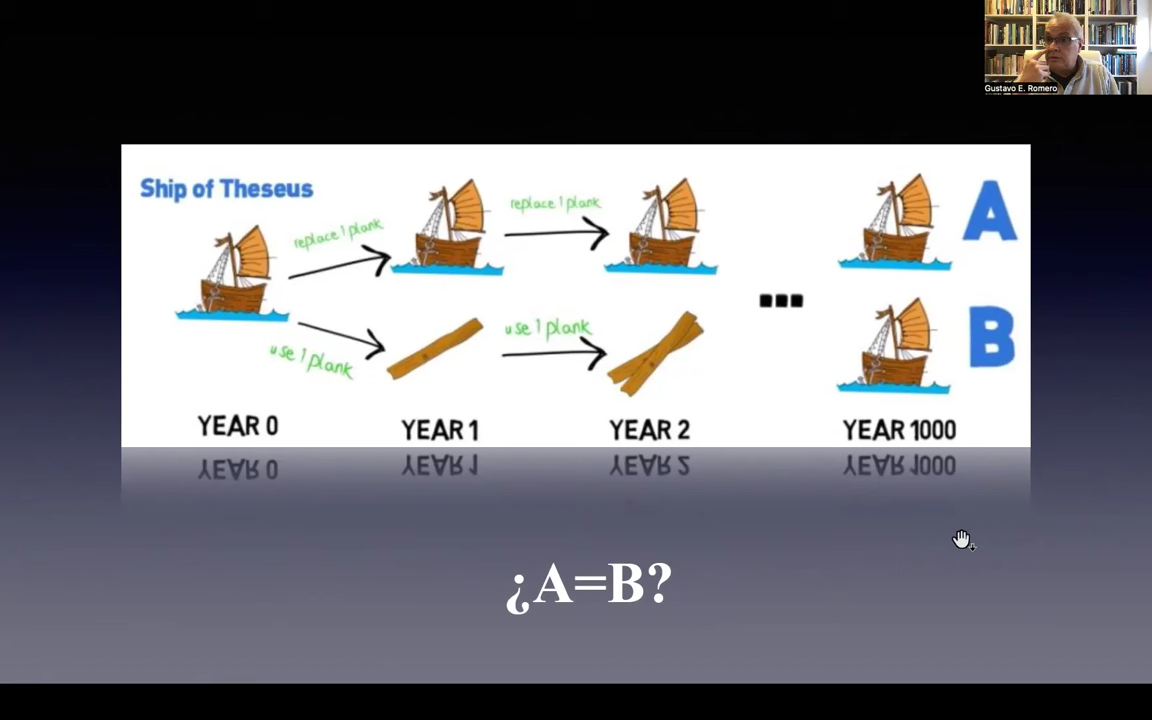 Gustavo E. Romero
Ship of Theseus
replace 1 plank
replace 1 plank
A
use 1 plank
use 1 plank
B
YEAR 0
YEAR 1
YEAR 2
YEAR 1000
¿A=B?